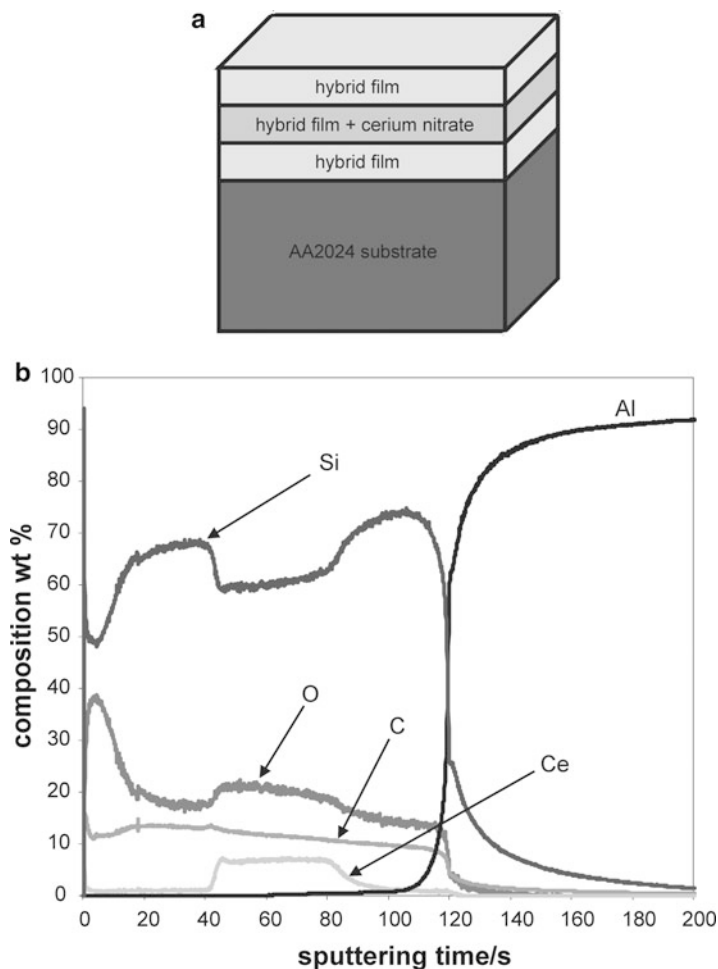 a
hybrid film
hybrid film + cerium nitrate
hybrid film
AA2024 substrate
b
100
90
80
70
60
50
40
30
20
10
0
composition wt %
Al
Si
O
C
Ce
0 20 40 60 80 100 120 140 160 180 200
sputtering time/s